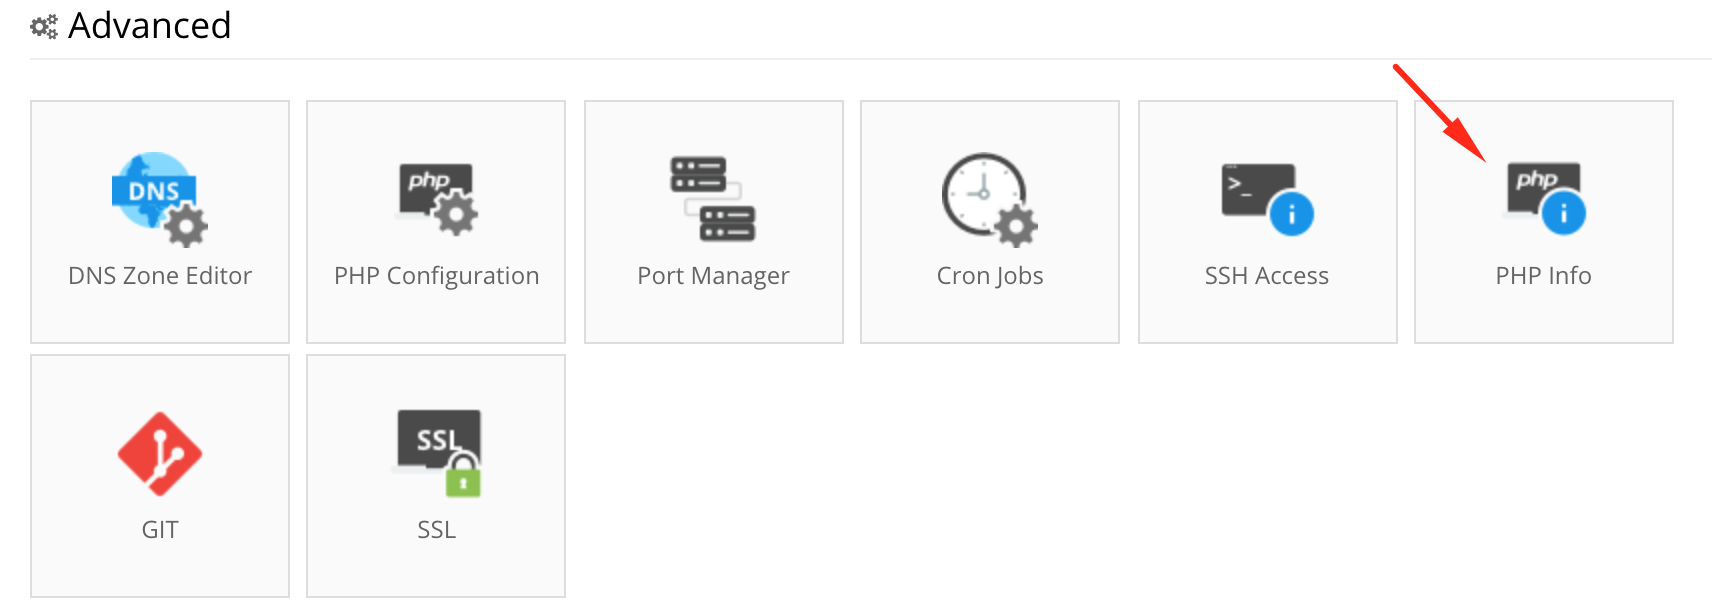 Advanced
DNS
php
>_
i
php
i
DNS Zone Editor
PHP Configuration
Port Manager
Cron Jobs
SSH Access
PHP Info
SSL
GIT
SSL